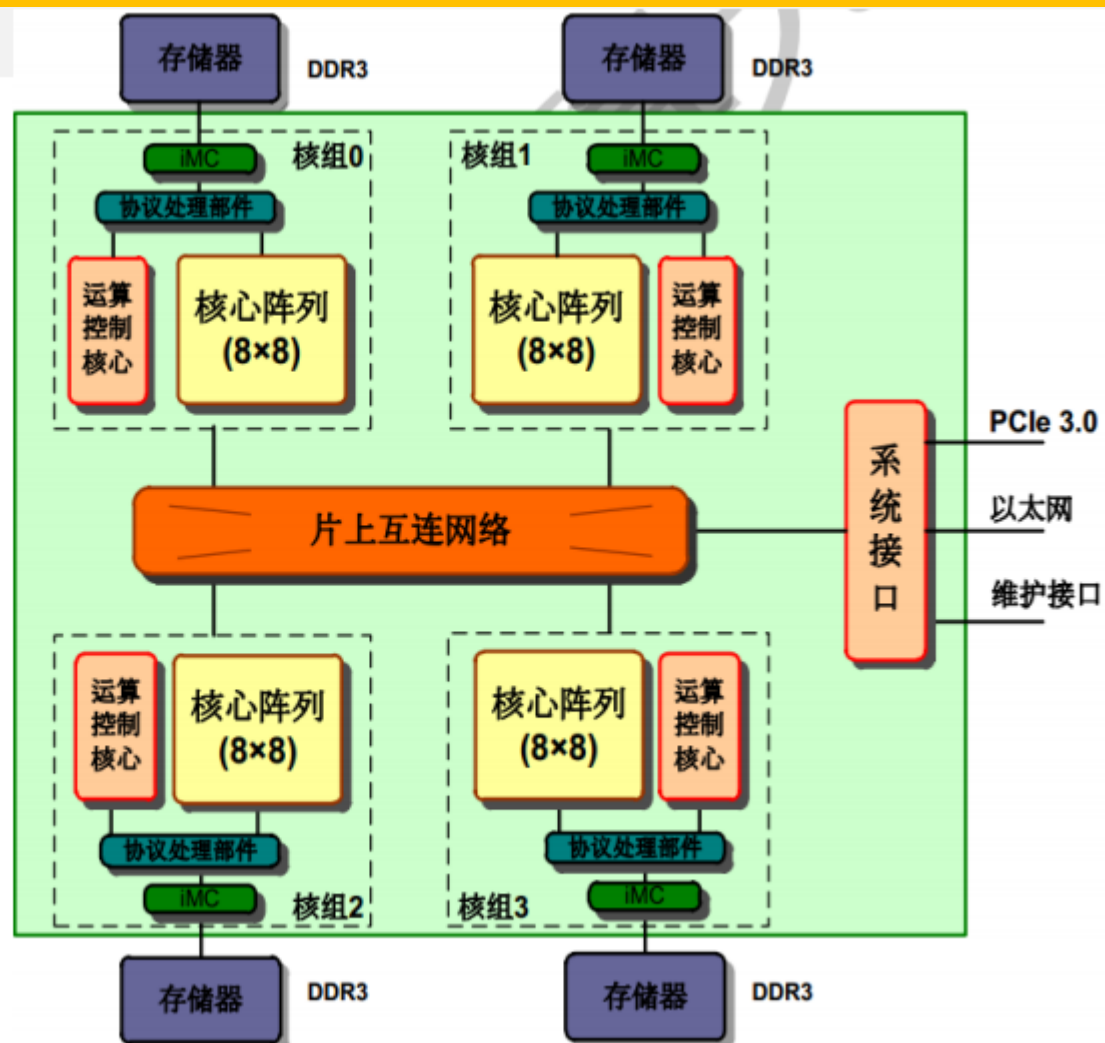 存储器
DDR3
存储器
DDR3
iMC
核组0
核组1
iMC
协议处理部件
协议处理部件
运算
控制
核心
核心阵列
(8×8)
核心阵列
(8×8)
运算
控制
核心
系
统
接
口
PCIe 3.0
以太网
维护接口
片上互连网络
运算
控制
核心
核心阵列
(8×8)
核心阵列
(8×8)
运算
控制
核心
协议处理部件
协议处理部件
iMC
核组2
核组3
iMC
存储器
DDR3
存储器
DDR3